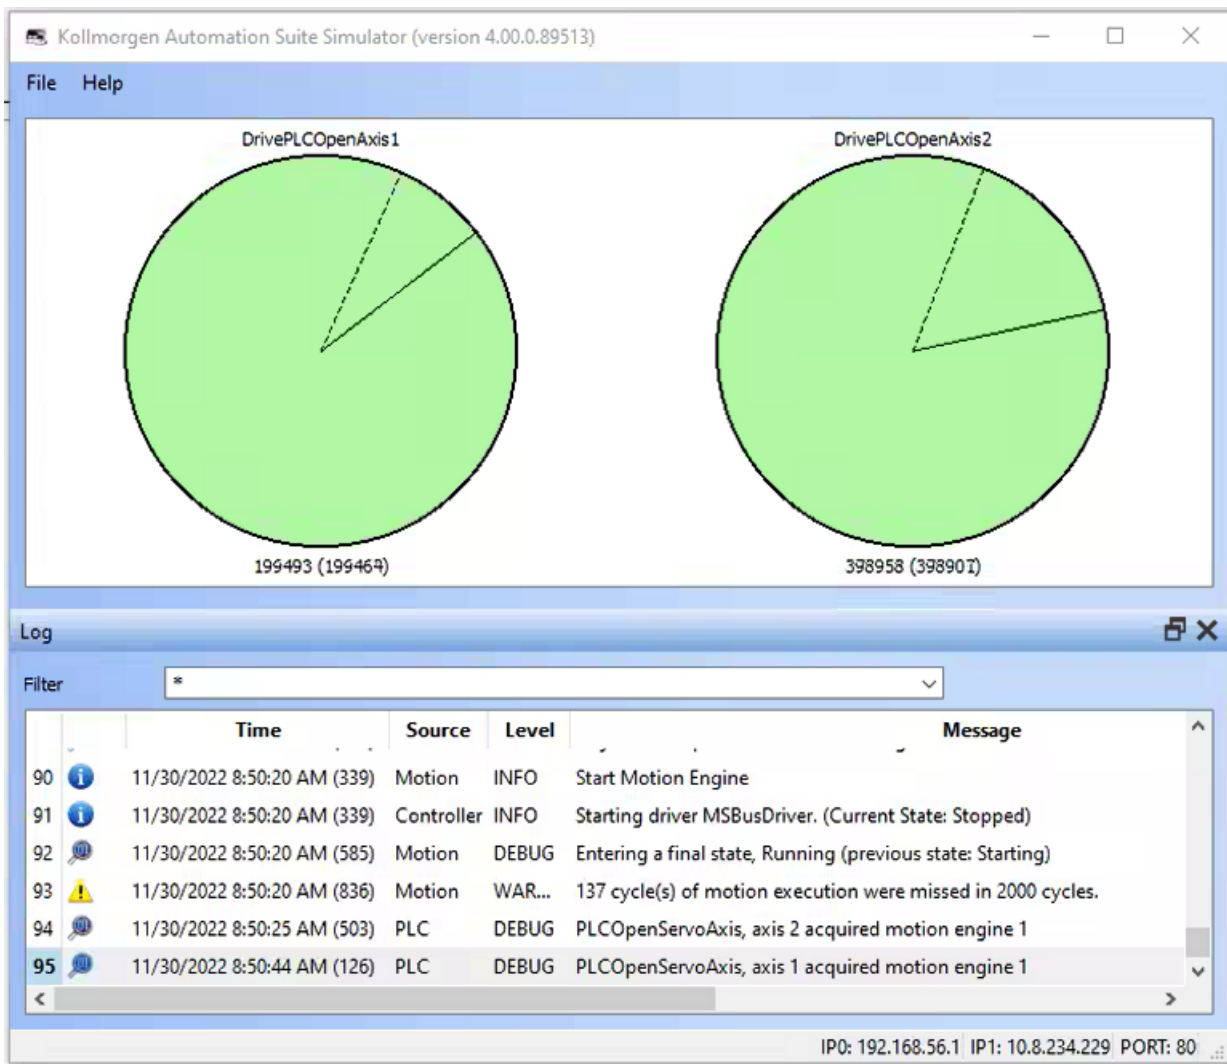 Kollmorgen Automation Suite Simulator (version 4.00.0.89513)
File Help
DrivePLCOpenAxis1 DrivePLCOpenAxis2
199493 (199464) 398958 (398901)
Log
Filter *
Time Source Level Message
90 11/30/2022 8:50:20 AM (339) Motion INFO Start Motion Engine
91 11/30/2022 8:50:20 AM (339) Controller INFO Starting driver MSBusDriver. (Current State: Stopped)
92 11/30/2022 8:50:20 AM (585) Motion DEBUG Entering a final state, Running (previous state: Starting)
93 11/30/2022 8:50:20 AM (836) Motion WAR... 137 cycle(s) of motion execution were missed in 2000 cycles.
94 11/30/2022 8:50:25 AM (503) PLC DEBUG PLCOpenServoAxis, axis 2 acquired motion engine 1
95 11/30/2022 8:50:44 AM (126) PLC DEBUG PLCOpenServoAxis, axis 1 acquired motion engine 1
IP0: 192.168.56.1 IP1: 10.8.234.229 PORT: 80